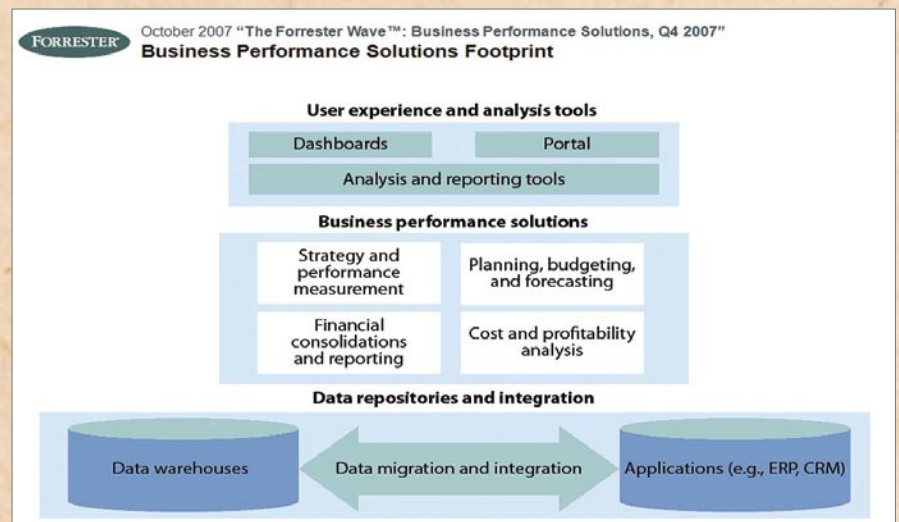 FORRESTER®
October 2007 “The Forrester Wave™: Business Performance Solutions, Q4 2007”
Business Performance Solutions Footprint
User experience and analysis tools
Dashboards
Portal
Analysis and reporting tools
Business performance solutions
Strategy and
performance
measurement
Planning, budgeting,
and forecasting
Financial
consolidations
and reporting
Cost and profitability
analysis
Data repositories and integration
Data warehouses
Data migration and integration
Applications (e.g., ERP, CRM)